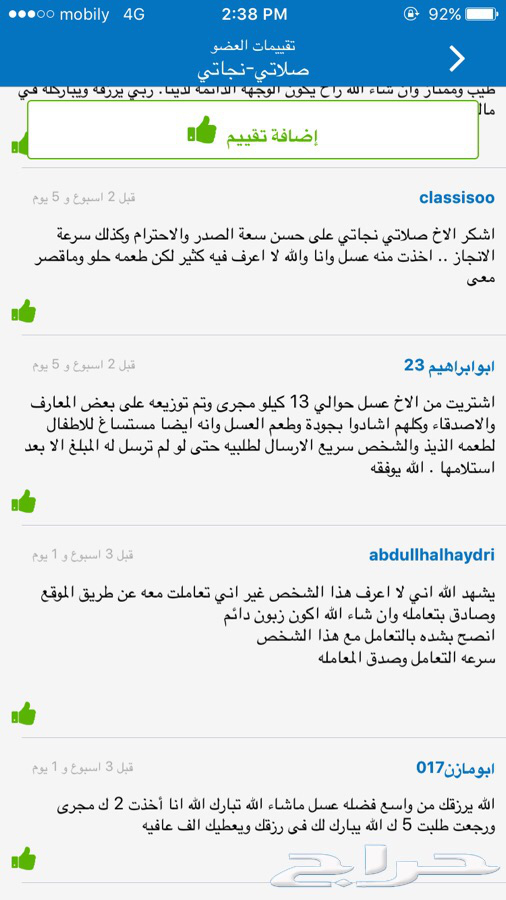 mobily 4G 2:38 PM 92%
تقييمات العضو
صلاتي-نجاتي
طيب وممتاز وان شاء الله راح يكون الوجهة الدائمة لدينا. ربي يرزقه ويباركله في
إضافة تقييم
classisoo قبل 2 اسبوع و 5 يوم
اشكر الاخ صلاتي نجاتي على حسن سعة الصدر والاحترام وكذلك سرعة
الانجاز .. اخذت منه عسل وانا والله لا اعرف فيه كثير لكن طعمه حلو وماقصر
معى
ابوابراهيم 23 قبل 2 اسبوع و 5 يوم
اشتريت من الاخ عسل حوالي 13 كيلو مجرى وتم توزيعه على بعض المعارف
والاصدقاء وكلهم اشادوا بجودة وطعم العسل وانه ايضا مستساغ للاطفال
لطعمه الذيذ والشخص سريع الارسال لطلبيه حتى لو لم ترسل له المبلغ الا بعد
استلامها . الله يوفقه
abdullhalhaydri قبل 3 اسبوع و 1 يوم
يشهد الله اني لا اعرف هذا الشخص غير اني تعاملت معه عن طريق الموقع
وصادق بتعامله وان شاء الله اكون زبون دائم
انصح بشده بالتعامل مع هذا الشخص
سرعه التعامل وصدق المعامله
ابومازن017 قبل 3 اسبوع و 1 يوم
الله يرزقك من واسع فضله عسل ماشاء الله تبارك الله انا أخذت 2 ك مجرى
ورجعت طلبت 5 ك الله يبارك لك فى رزقك ويعطيك الف عافيه
حراج